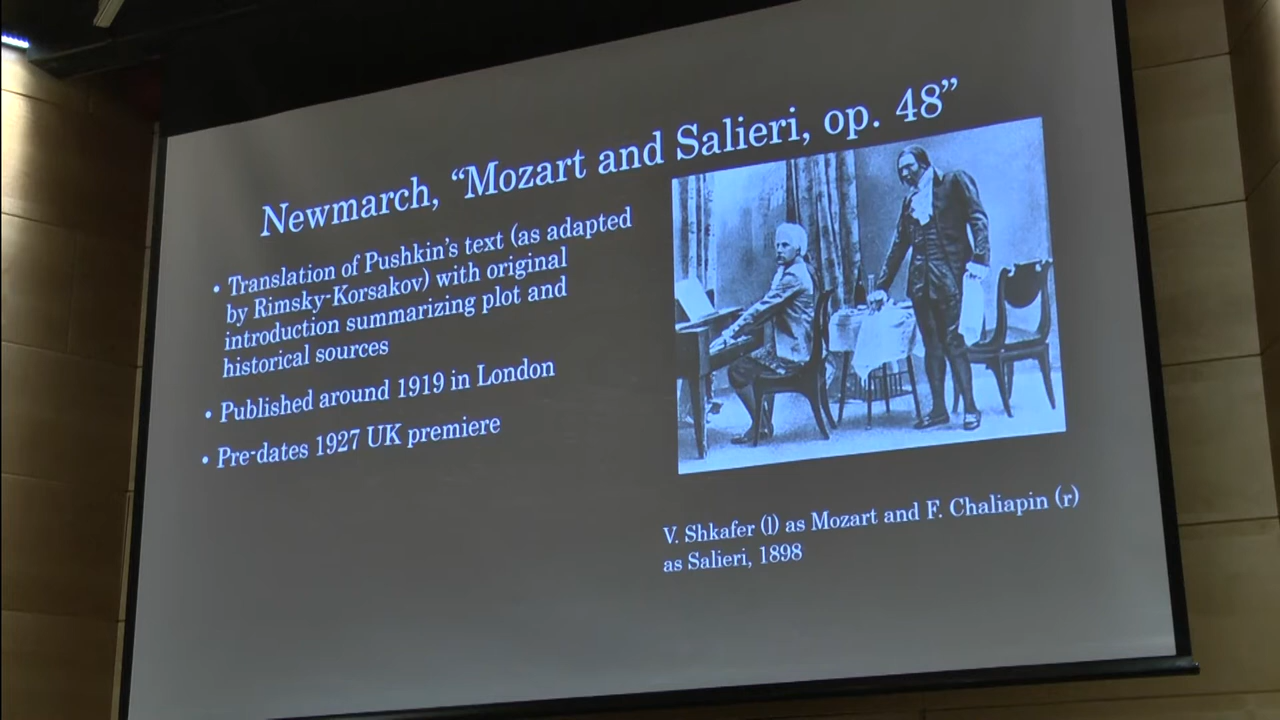 Newmarch, “Mozart and Salieri, op. 48”
• Translation of Pushkin’s text (as adapted
by Rimsky-Korsakov) with original
introduction summarizing plot and
historical sources
• Published around 1919 in London
• Pre-dates 1927 UK premiere
V. Shkafer (l) as Mozart and F. Chaliapin (r)
as Salieri, 1898